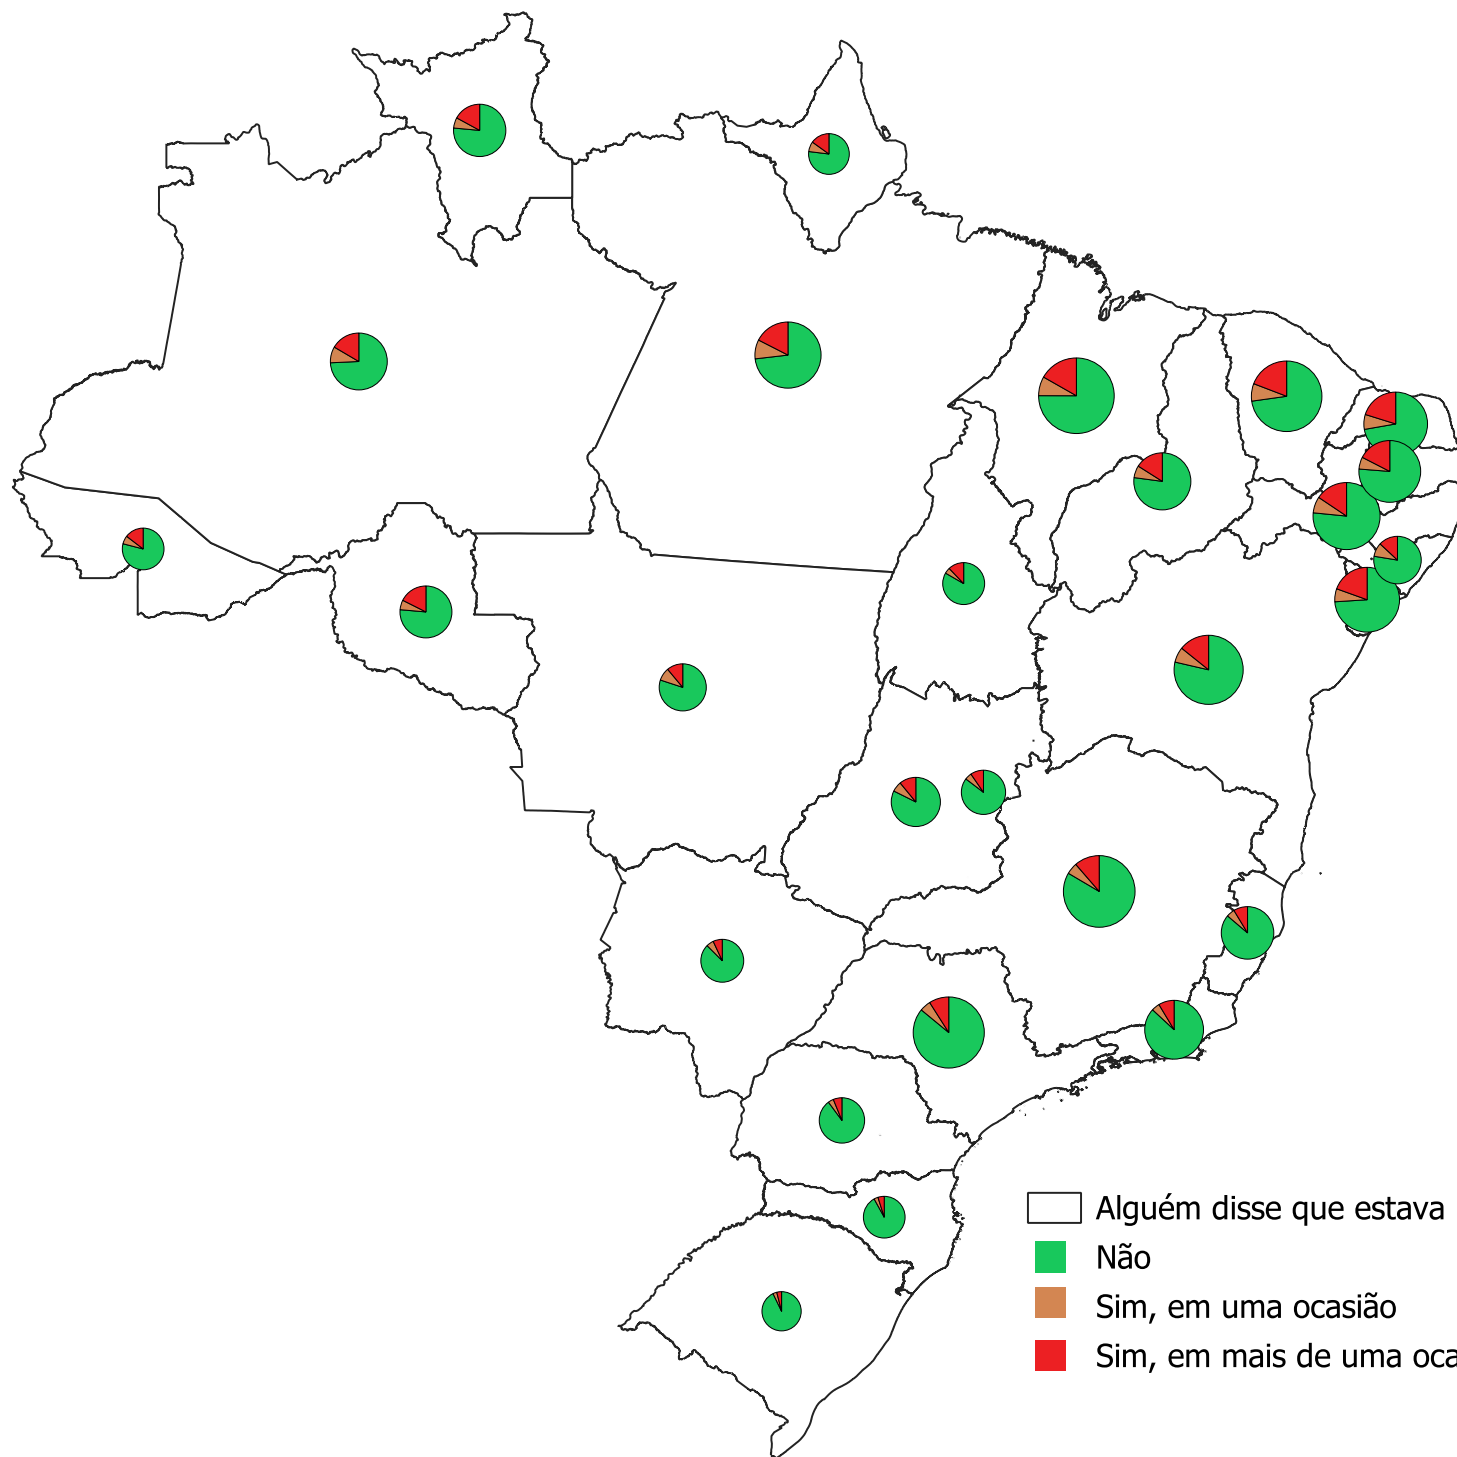 Alguém disse que estava
Não
Sim, em uma ocasião
Sim, em mais de uma oca